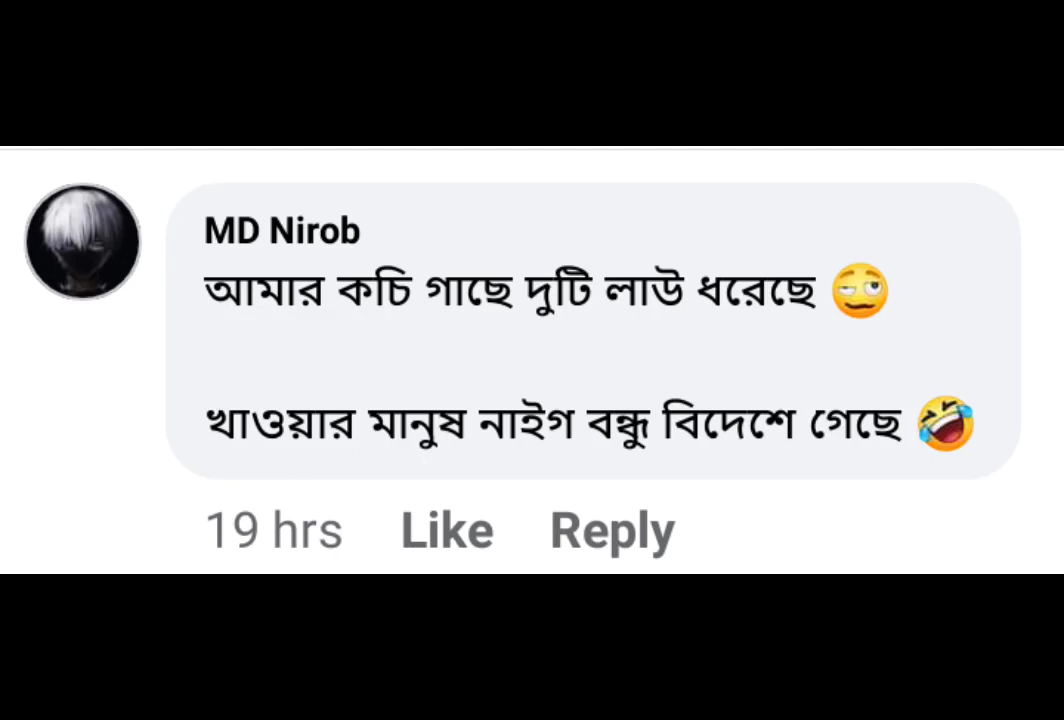 MD Nirob
আমার কচি গাছে দুটি লাউ ধরেছে 🥴
খাওয়ার মানুষ নাইগ বন্ধু বিদেশে গেছে 🤣
19 hrs Like Reply